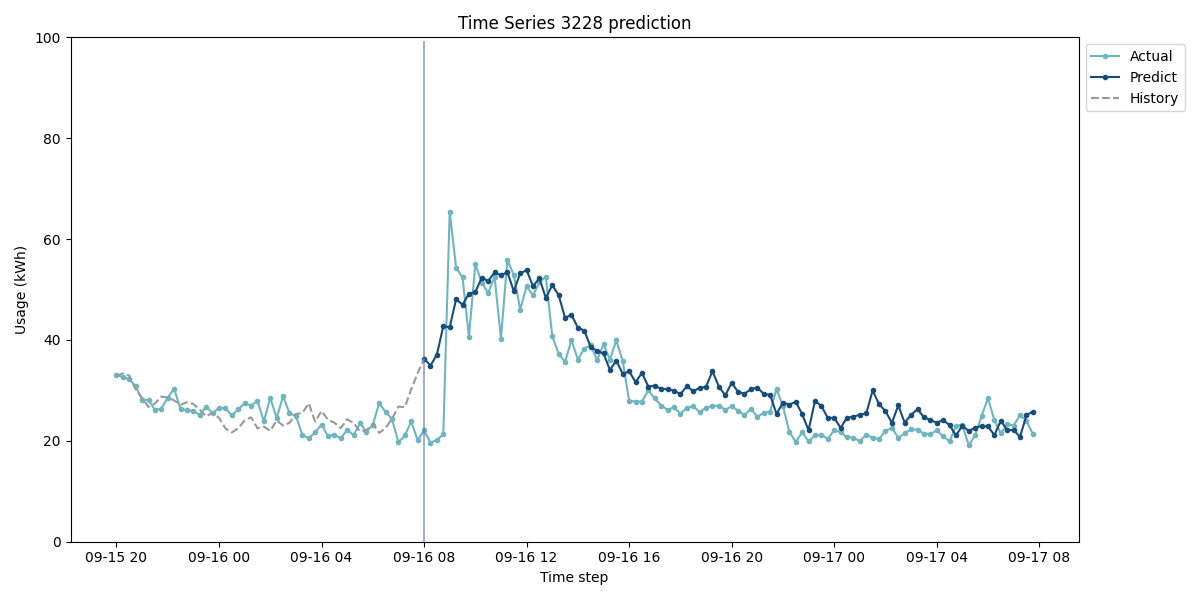 Time Series 3228 prediction
100
80
60
40
20
0
Usage (kWh)
09-15 20
09-16 00
09-16 04
09-16 08
09-16 12
09-16 16
09-16 20
09-17 00
09-17 04
09-17 08
Time step
Actual
Predict
History